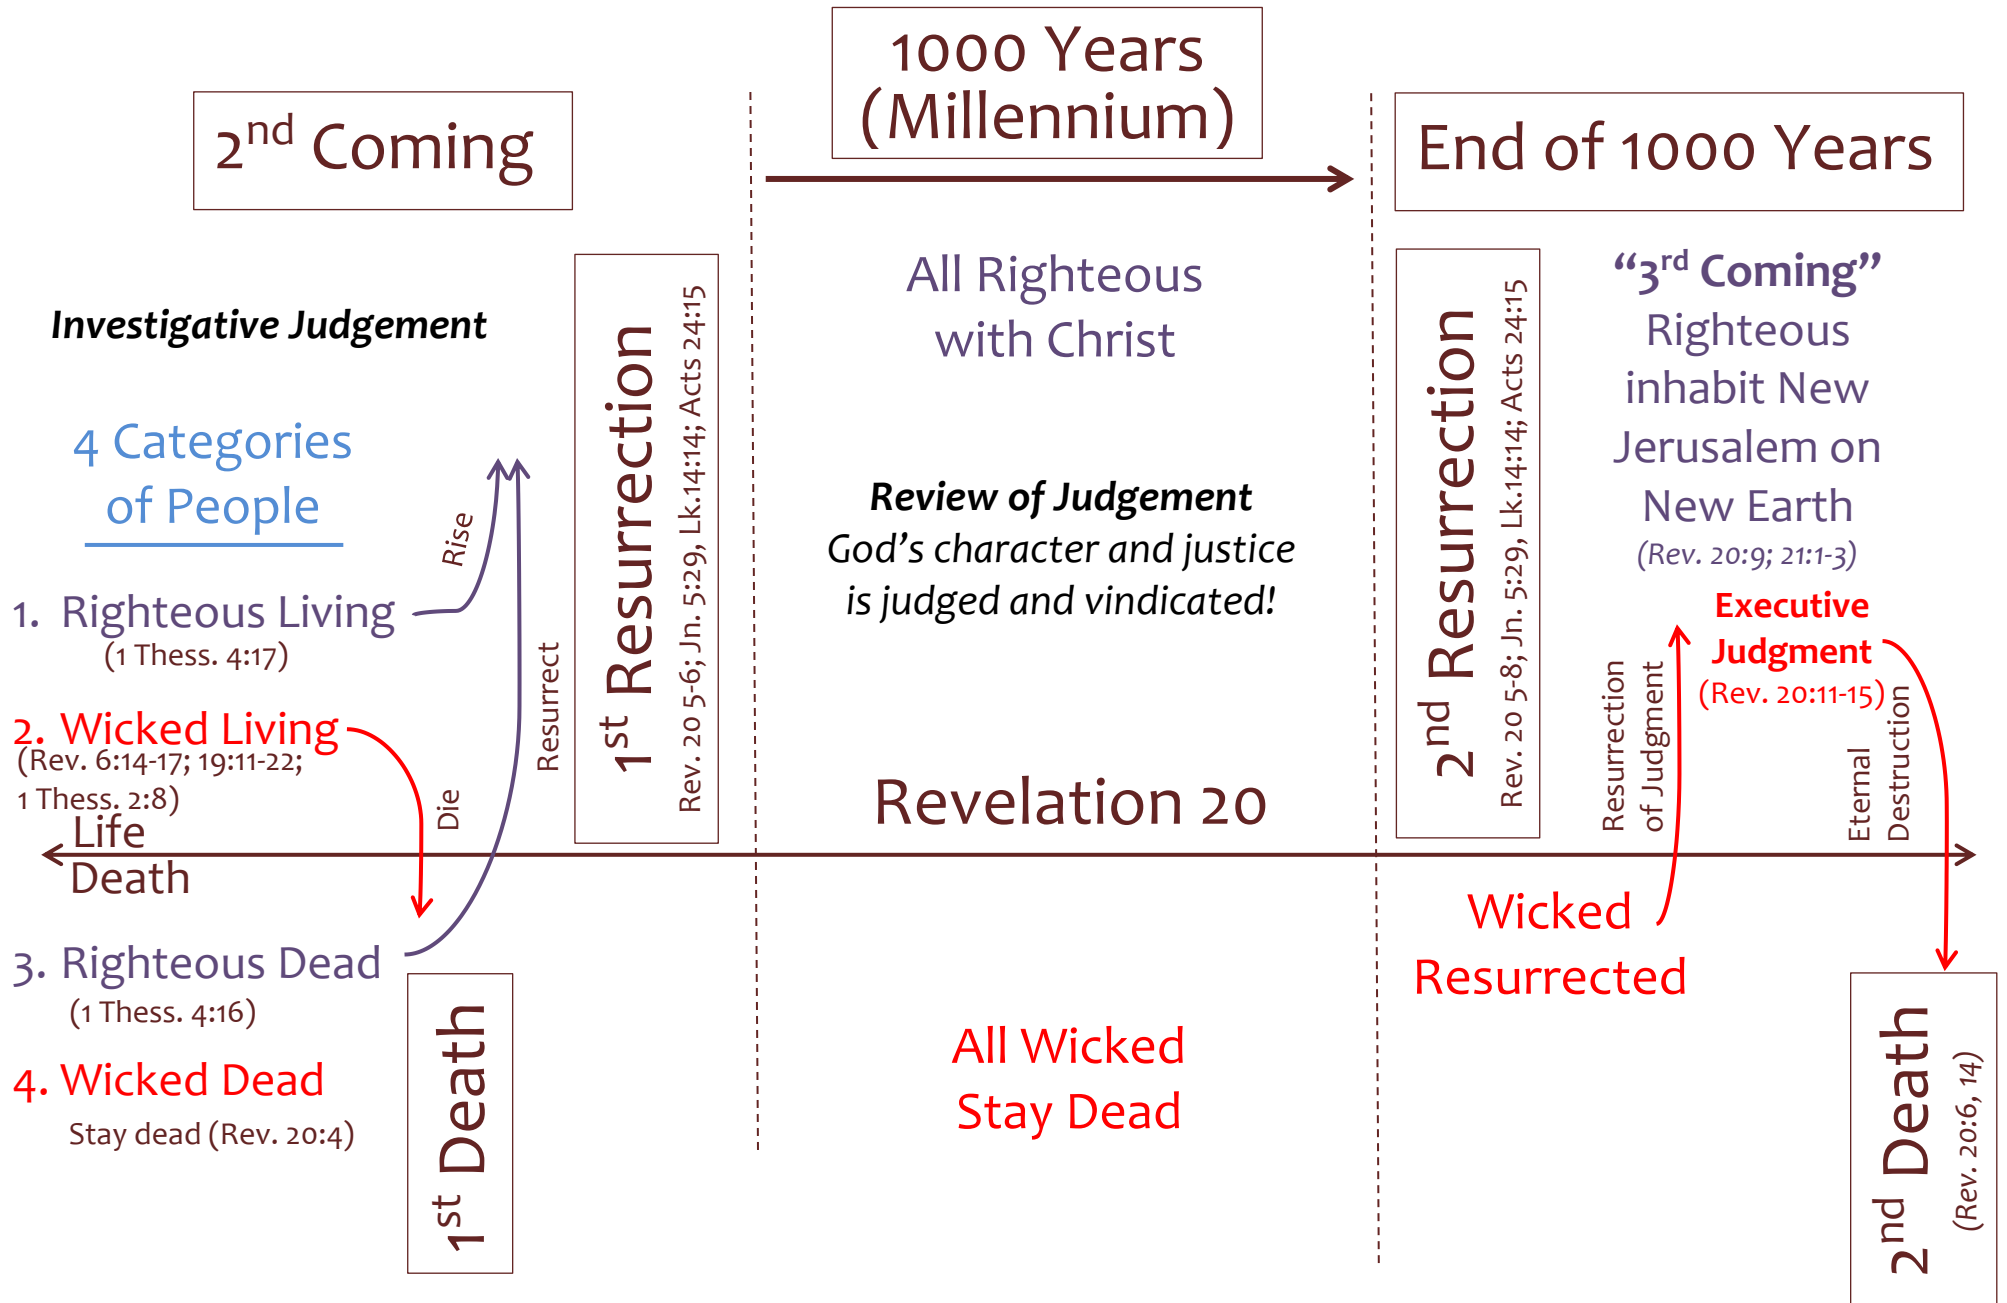 2nd Coming
Investigative Judgement
4 Categories
of People
1. Righteous Living
(1 Thess. 4:17)
2. Wicked Living
(Rev. 6:14-17; 19:11-22;
1 Thess. 2:8)
Life
Death
3. Righteous Dead
(1 Thess. 4:16)
4. Wicked Dead
Stay dead (Rev. 20:4)
Rise
Die
Resurrect
1st Death
1st Resurrection
Rev. 20 5-6; Jn. 5:29, Lk.14:14; Acts 24:15
1000 Years
(Millennium)
All Righteous
with Christ
Review of Judgement
God's character and justice
is judged and vindicated!
Revelation 20
All Wicked
Stay Dead
End of 1000 Years
2nd Resurrection
Rev. 20 5-8; Jn. 5:29, Lk.14:14; Acts 24:15
“3rd Coming”
Righteous
inhabit New
Jerusalem on
New Earth
(Rev. 20:9; 21:1-3)
Executive
Judgment
(Rev. 20:11-15)
Resurrection
of Judgment
Eternal
Destruction
Wicked
Resurrected
2nd Death
(Rev. 20:6, 14)